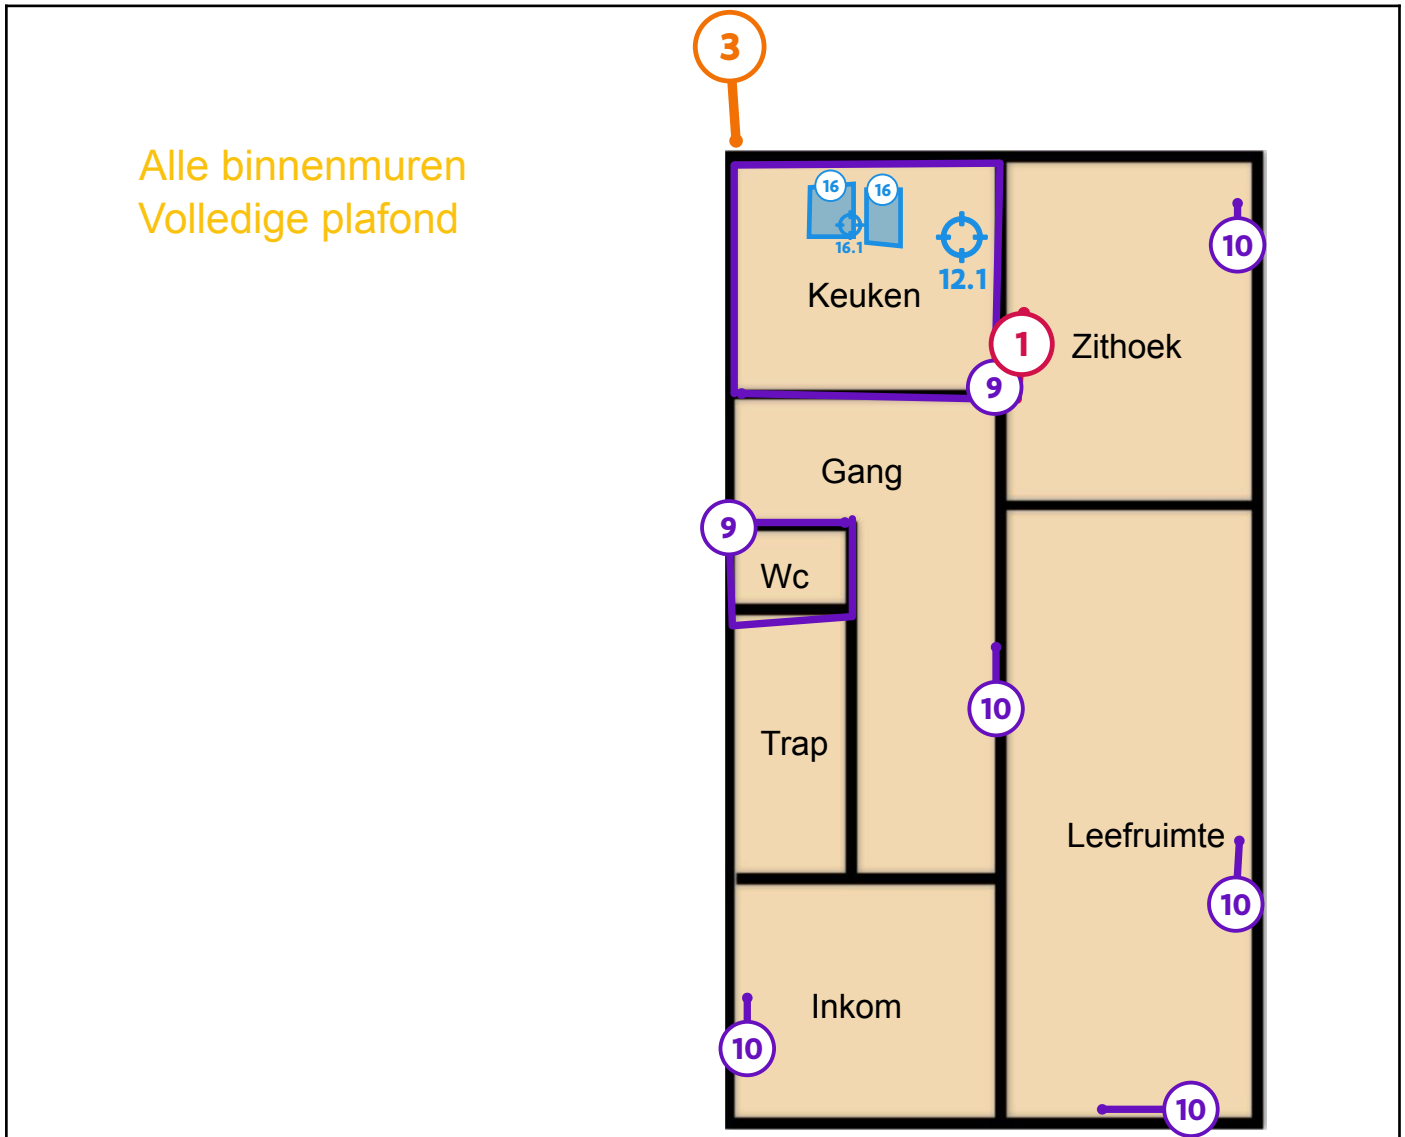 3
Alle binnenmuren
Volledige plafond
16
16
16.1
12.1
10
Keuken
1
Zithoek
9
Gang
9
Wc
10
Trap
Leefruimte
10
Inkom
10
10